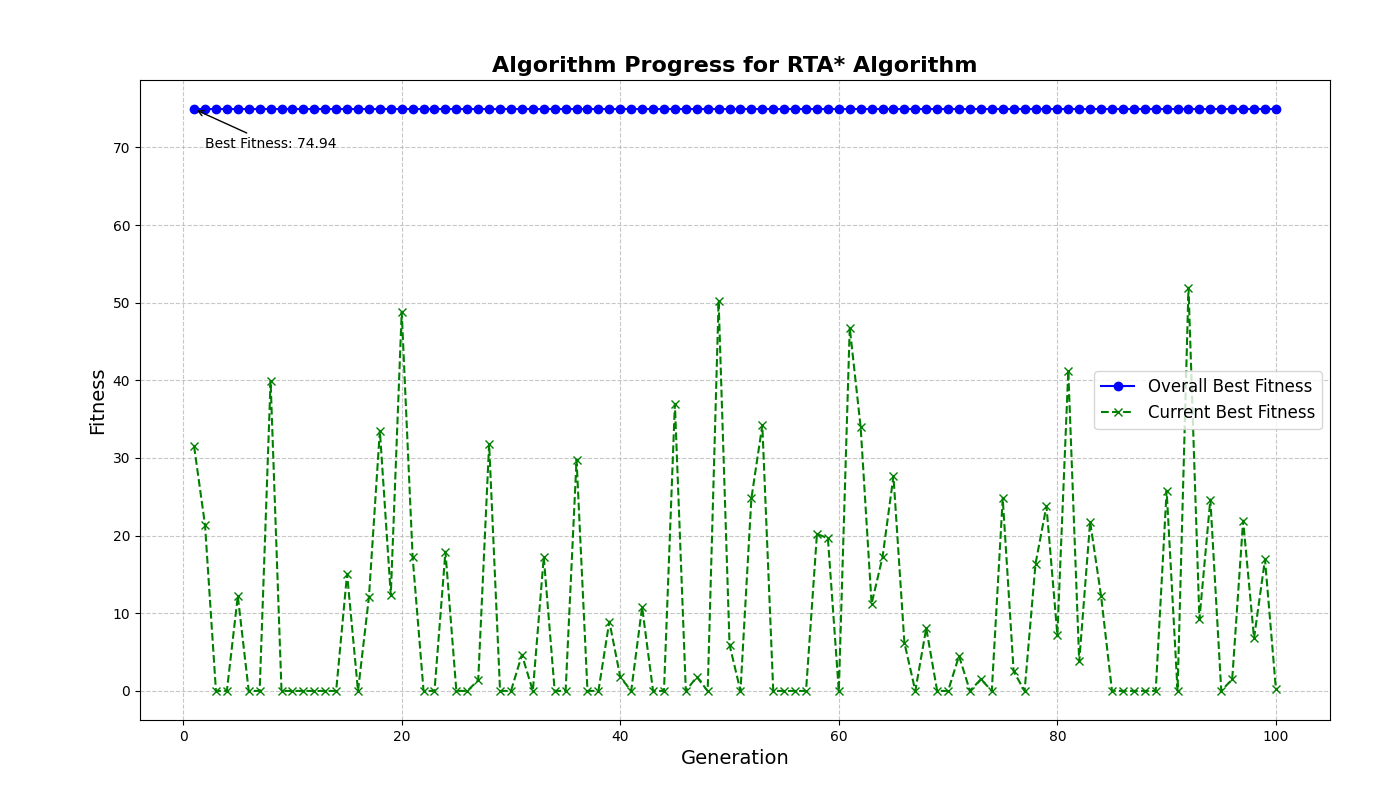 Algorithm Progress for RTA* Algorithm
Best Fitness: 74.94
70
60
50
40
30
20
10
0
Fitness
Overall Best Fitness
Current Best Fitness
0 20 40 60 80 100
Generation